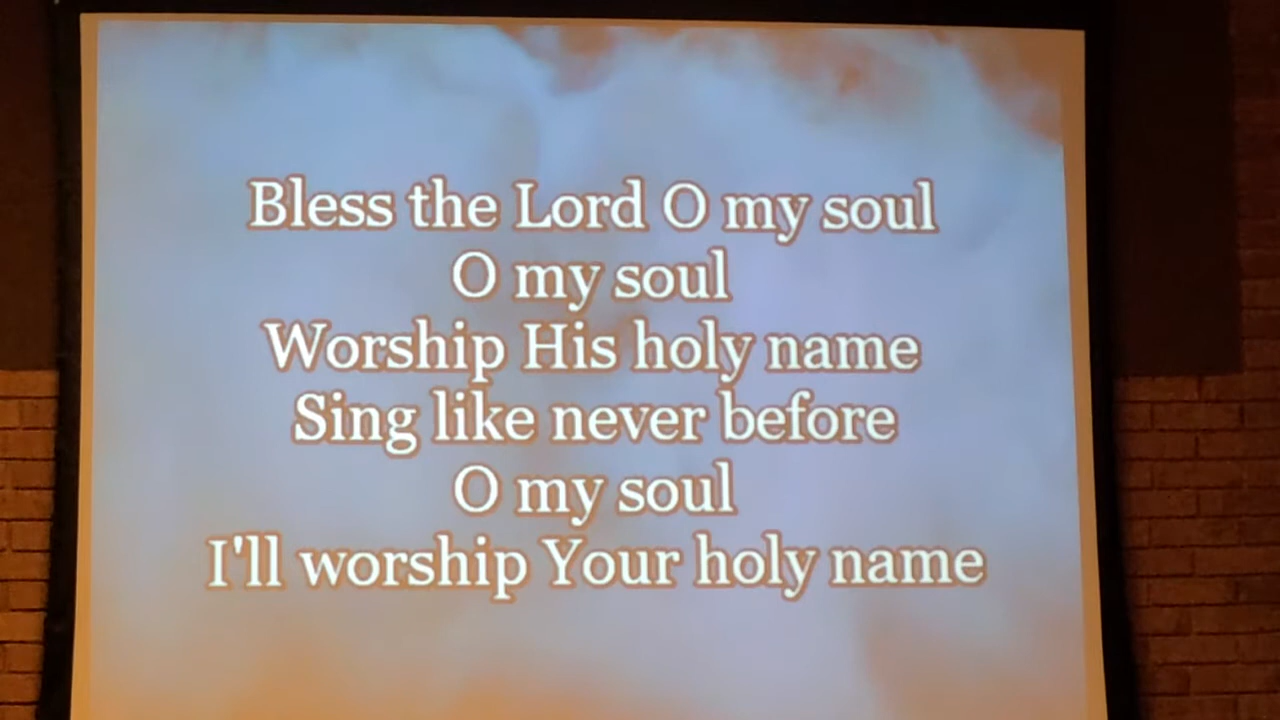 Bless the Lord O my soul
O my soul
Worship His holy name
Sing like never before
O my soul
I'll worship Your holy name